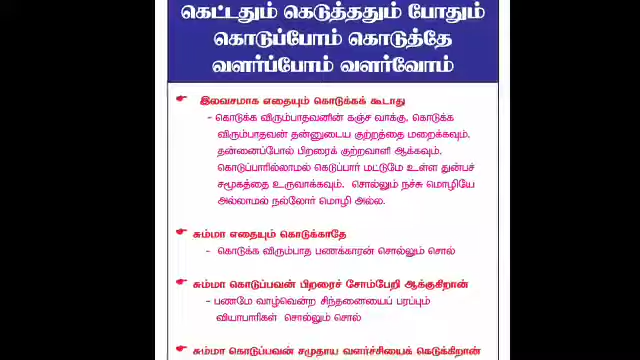 கெட்டதும் கெடுத்ததும் போதும்
கொடுப்போம் கொடுத்தே
வளர்ப்போம் வளர்வோம்
இலவசமாக எதையும் கொடுக்கக் கூடாது
- கொடுக்க விரும்பாதவனின் கஞ்ச வாக்கு, கொடுக்க
விரும்பாதவன் தன்னுடைய குற்றத்தை மறைக்கவும்.
தன்னைப்போல் பிறரைக் குற்றவாளி ஆக்கவும்.
கொடுப்பாரில்லாமல் கெடுப்பார் மட்டுமே உள்ள துன்பச்
சமூகத்தை உருவாக்கவும். சொல்லும் நச்சு மொழியே
அல்லாமல் நல்லோர் மொழி அல்ல.
சும்மா எதையும் கொடுக்காதே
- கொடுக்க விரும்பாத பணக்காரன் சொல்லும் சொல்
சும்மா கொடுப்பவன் பிறரைச் சோம்பேறி ஆக்குகிறான்
- பணமே வாழ்வென்ற சிந்தனையைப் பரப்பும்
வியாபாரிகள் சொல்லும் சொல்
சும்மா கொடுப்பவன் சமுதாய வளர்ச்சியைக் கெடுக்கிறான்